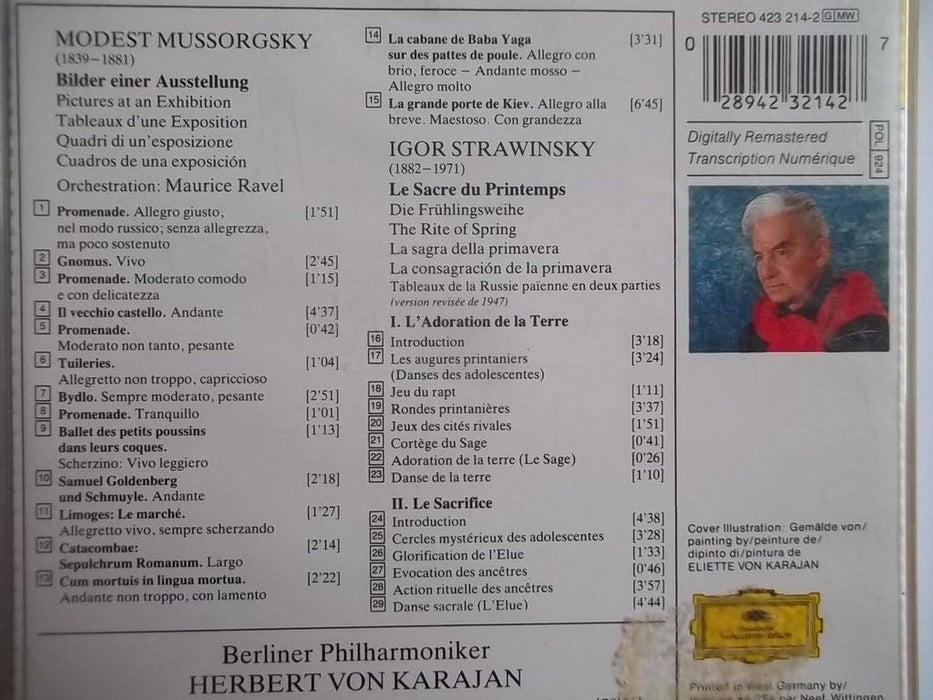 MODEST MUSSORGSKY
(1839–1881)
Bilder einer Ausstellung
Pictures at an Exhibition
Tableaux d'une Exposition
Quadri di un'esposizione
Cuadros de una exposición
Orchestration: Maurice Ravel
1 Promenade. Allegro giusto, [1'51]
nel modo russico; senza allegrezza,
ma poco sostenuto
2 Gnomus. Vivo [2'45]
3 Promenade. Moderato comodo [1'15]
e con delicatezza
4 Il vecchio castello. Andante [4'37]
5 Promenade. [0'42]
Moderato non tanto, pesante
6 Tuileries. [1'04]
Allegretto non troppo, capriccioso
7 Bydlo. Sempre moderato, pesante [2'51]
8 Promenade. Tranquillo [1'01]
9 Ballet des petits poussins [1'13]
dans leurs coques.
Scherzino: Vivo leggiero
10 Samuel Goldenberg [2'18]
und Schmuyle. Andante
11 Limoges: Le marché. [1'27]
Allegretto vivo, sempre scherzando
12 Catacombae: [2'14]
Sepulchrum Romanum. Largo
13 Cum mortuis in lingua mortua. [2'22]
Andante non troppo, con lamento
14 La cabane de Baba Yaga [3'31]
sur des pattes de poule. Allegro con
brio, feroce – Andante mosso –
Allegro molto
15 La grande porte de Kiev. Allegro alla [6'45]
breve. Maestoso. Con grandezza
IGOR STRAWINSKY
(1882–1971)
Le Sacre du Printemps
Die Frühlingsweihe
The Rite of Spring
La sagra della primavera
La consagración de la primavera
Tableaux de la Russie païenne en deux parties
(version revisée de 1947)
I. L'Adoration de la Terre
16 Introduction [3'18]
17 Les augures printaniers [3'24]
(Danses des adolescentes)
18 Jeu du rapt [1'11]
19 Rondes printanières [3'37]
20 Jeux des cités rivales [1'51]
21 Cortège du Sage [0'41]
22 Adoration de la terre (Le Sage) [0'26]
23 Danse de la terre [1'10]
II. Le Sacrifice
24 Introduction [4'38]
25 Cercles mystérieux des adolescentes [3'28]
26 Glorification de l'Elue [1'33]
27 Evocation des ancêtres [0'46]
28 Action rituelle des ancêtres [3'57]
29 Danse sacrale (L'Elue) [4'44]
Berliner Philharmoniker
HERBERT VON KARAJAN
STEREO 423 214-2 G MW
0 28942 32142 7
Digitally Remastered
Transcription Numérique
POL 924
Cover Illustration: Gemälde von/
painting by/peinture de/
dipinto di/pintura de
ELIETTE VON KARAJAN
Deutsche
Grammophon
Printed in West Germany by/
Neef, Wittingen